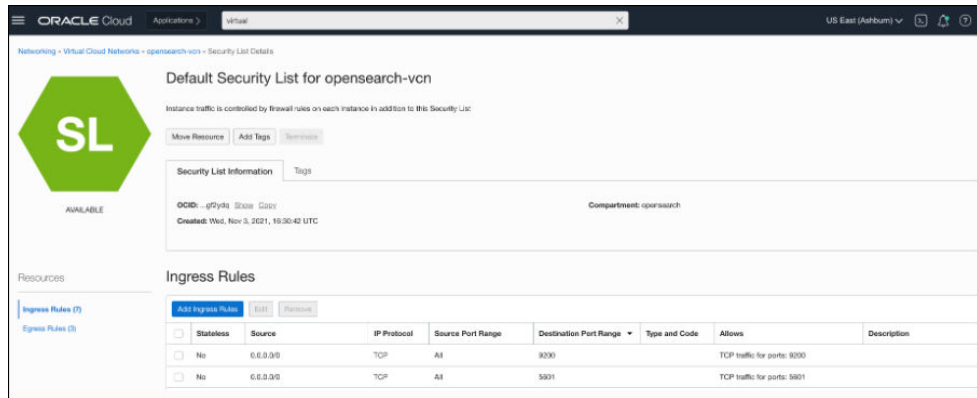 ORACLE Cloud Applications > virtual × US East (Ashburn)
Networking » Virtual Cloud Networks » opensearch-vcn » Security List Details
Default Security List for opensearch-vcn
Instance traffic is controlled by firewall rules on each Instance in addition to this Security List
SL
Move Resource Add Tags Terminate
Security List Information Tags
AVAILABLE
OCID: ...gf2ydq Show Copy Compartment: opensearch
Created: Wed, Nov 3, 2021, 16:30:42 UTC
Resources
Ingress Rules
Ingress Rules (7)
Egress Rules (3)
Add Ingress Rules Edit Remove
Stateless Source IP Protocol Source Port Range Destination Port Range Type and Code Allows Description
No 0.0.0.0/0 TCP All 9200 TCP traffic for ports: 9200
No 0.0.0.0/0 TCP All 5601 TCP traffic for ports: 5601